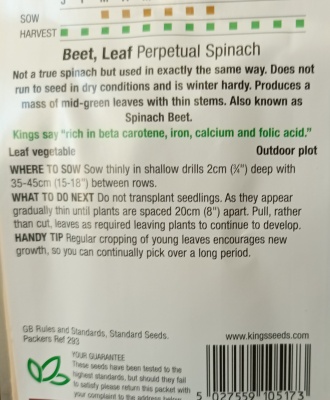 J F M A
SOW
HARVEST
Beet, Leaf Perpetual Spinach
Not a true spinach but used in exactly the same way. Does not
run to seed in dry conditions and is winter hardy. Produces a
mass of mid-green leaves with thin stems. Also known as
Spinach Beet.
Kings say “rich in beta carotene, iron, calcium and folic acid.”
Leaf vegetable Outdoor plot
WHERE TO SOW Sow thinly in shallow drills 2cm (¾") deep with
35-45cm (15-18") between rows.
WHAT TO DO NEXT Do not transplant seedlings. As they appear
gradually thin until plants are spaced 20cm (8") apart. Pull, rather
than cut, leaves as required leaving plants to continue to develop.
HANDY TIP Regular cropping of young leaves encourages new
growth, so you can continually pick over a long period.
GB Rules and Standards, Standard Seeds.
Packers Ref 293
www.kingsseeds.com
YOUR GUARANTEE
These seeds have been tested to the
highest standards, but should they fail
to satisfy please return this packet with
your complaint to the address below
5 027559 105173